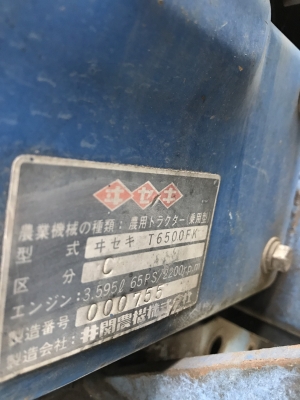 ヰセキ
農業機械の種類:農用トラクター(乗用型)
型式 ヰセキ T6500FK
区分 C
エンジン:3.595ℓ 65PS/2200rpm
製造番号 000755
製造会社:井関農機株式会社